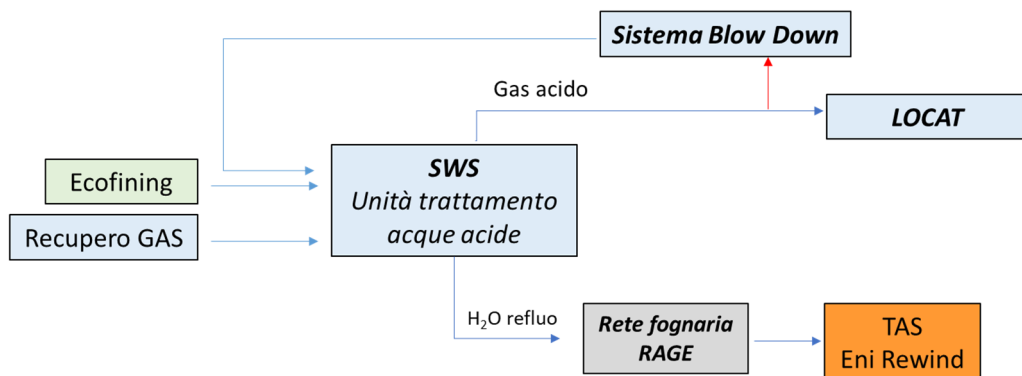 Sistema Blow Down
Gas acido
LOCAT
SWS
Unità trattamento
acque acide
Ecofining
Recupero GAS
H₂O refluo
Rete fognaria
RAGE
TAS
Eni Rewind